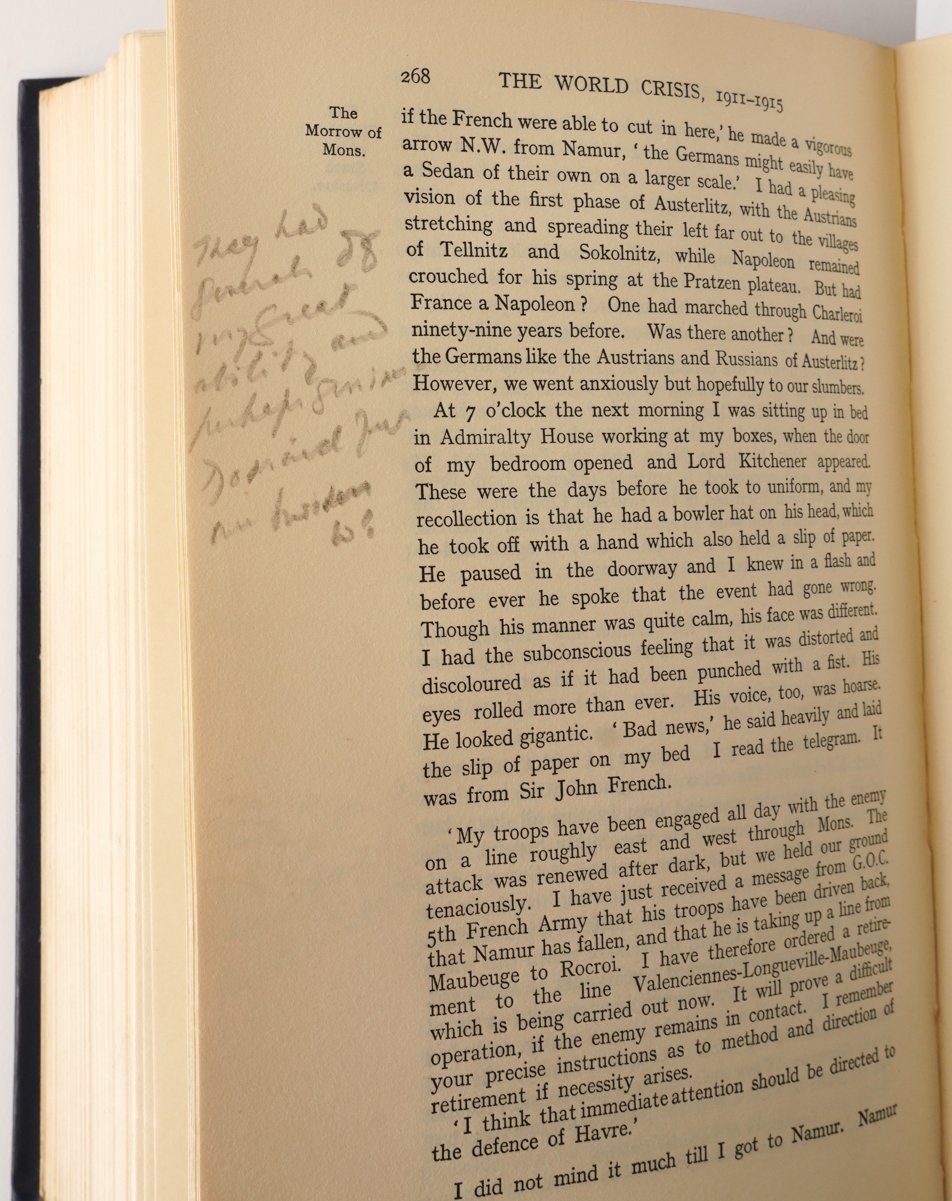 268 THE WORLD CRISIS, 1911–1915
The
Morrow of
Mons.
if the French were able to cut in here,’ he made a vigorous
arrow N.W. from Namur, ‘ the Germans might easily have
a Sedan of their own on a larger scale.’ I had a pleasing
vision of the first phase of Austerlitz, with the Austrians
stretching and spreading their left far out to the villages
of Tellnitz and Sokolnitz, while Napoleon remained
crouched for his spring at the Pratzen plateau. But had
France a Napoleon ? One had marched through Charleroi
ninety-nine years before. Was there another ? And were
the Germans like the Austrians and Russians of Austerlitz ?
However, we went anxiously but hopefully to our slumbers.
At 7 o’clock the next morning I was sitting up in bed
in Admiralty House working at my boxes, when the door
of my bedroom opened and Lord Kitchener appeared.
These were the days before he took to uniform, and my
recollection is that he had a bowler hat on his head, which
he took off with a hand which also held a slip of paper.
He paused in the doorway and I knew in a flash and
before ever he spoke that the event had gone wrong.
Though his manner was quite calm, his face was different.
I had the subconscious feeling that it was distorted and
discoloured as if it had been punched with a fist. His
eyes rolled more than ever. His voice, too, was hoarse.
He looked gigantic. ‘ Bad news,’ he said heavily and laid
the slip of paper on my bed I read the telegram. It
was from Sir John French.
‘ My troops have been engaged all day with the enemy
on a line roughly east and west through Mons. The
attack was renewed after dark, but we held our ground
tenaciously. I have just received a message from G.O.C.
5th French Army that his troops have been driven back,
that Namur has fallen, and that he is taking up a line from
Maubeuge to Rocroi. I have therefore ordered a retire-
ment to the line Valenciennes-Longueville-Maubeuge,
which is being carried out now. It will prove a difficult
operation, if the enemy remains in contact. I remember
your precise instructions as to method and direction of
retirement if necessity arises.
‘ I think that immediate attention should be directed to
the defence of Havre.’
I did not mind it much till I got to Namur. Namur
They had
generals of
great
ability and
perhaps genius